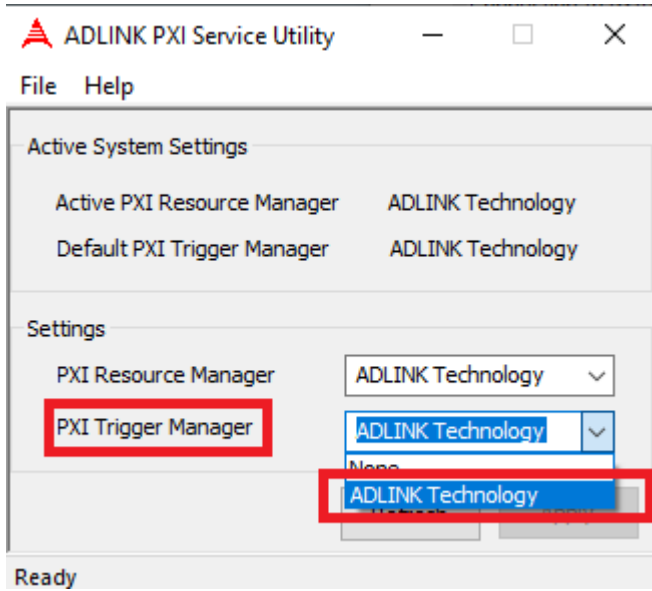 ADLINK PXI Service Utility
File Help
Active System Settings
Active PXI Resource Manager ADLINK Technology
Default PXI Trigger Manager ADLINK Technology
Settings
PXI Resource Manager ADLINK Technology
PXI Trigger Manager ADLINK Technology
None
ADLINK Technology
Ready